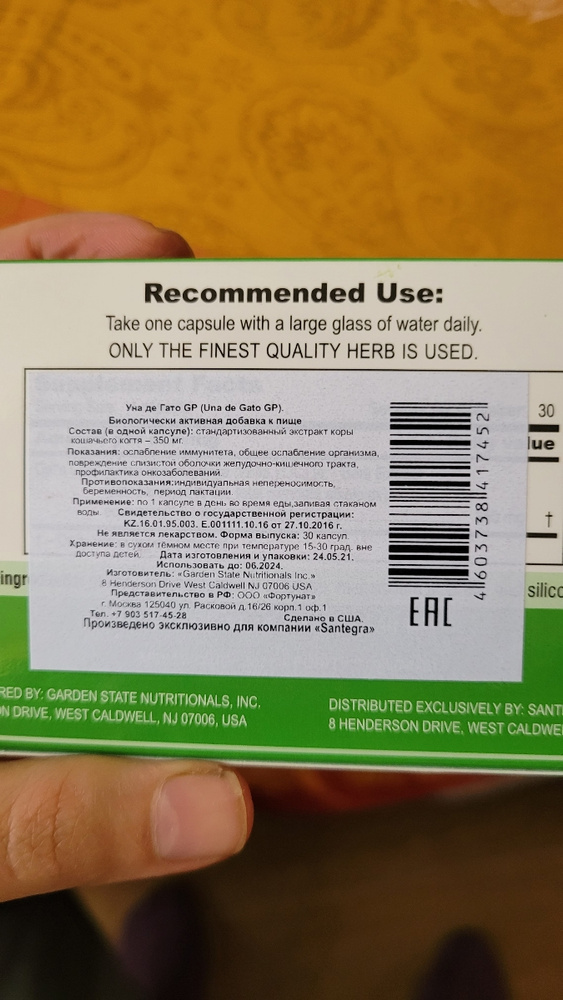 Recommended Use:
Take one capsule with a large glass of water daily.
ONLY THE FINEST QUALITY HERB IS USED.
Supplement Facts
30
lue
†
Уна де Гато GP (Una de Gato GP).
Биологически активная добавка к пище
Состав (в одной капсуле): стандартизованный экстракт коры
кошачьего когтя – 350 мг.
Показания: ослабление иммунитета, общее ослабление организма,
повреждение слизистой оболочки желудочно-кишечного тракта,
профилактика онкозаболеваний.
Противопоказания:индивидуальная непереносимость,
беременность, период лактации.
Применение: по 1 капсуле в день во время еды,запивая стаканом
воды. Свидетельство о государственной регистрации:
KZ.16.01.95.003. Е.001111.10.16 от 27.10.2016 г.
Не является лекарством. Форма выпуска: 30 капсул.
Хранение: в сухом тёмном месте при температуре 15-30 град. вне
доступа детей. Дата изготовления и упаковки: 24.05.21.
Использовать до: 06.2024.
Изготовитель: «Garden State Nutritionals Inc.»
8 Henderson Drive West Caldwell NJ 07006 USA
Представительство в РФ: ООО «Фортунат»
г. Москва 125040 ул. Расковой д.16/26 корп.1 оф.1
Тел. +7 903 517-45-28 Сделано в США.
Произведено эксклюзивно для компании «Santegra»
4 603738 417452
EAC
ingr
silico
RED BY: GARDEN STATE NUTRITIONALS, INC.
N DRIVE, WEST CALDWELL, NJ 07006, USA
DISTRIBUTED EXCLUSIVELY BY: SANT
8 HENDERSON DRIVE, WEST CALDWE